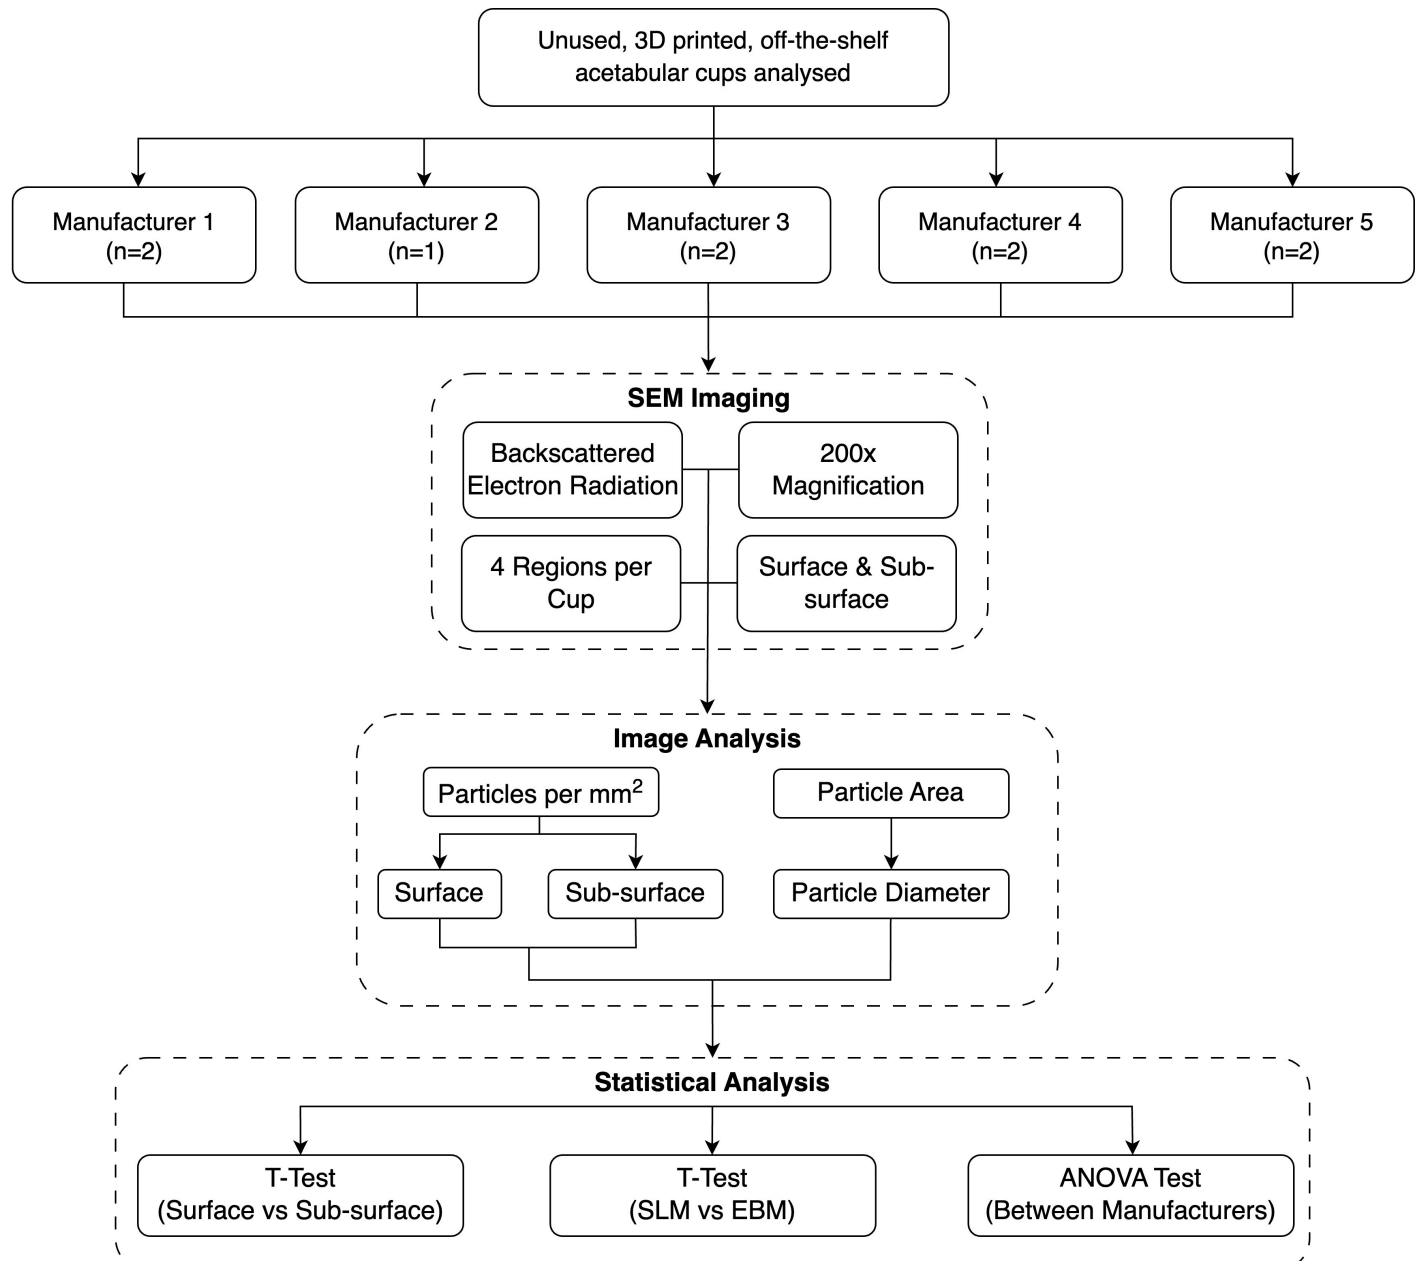 Unused, 3D printed, off-the-shelf
acetabular cups analysed
Manufacturer 1
(n=2)
Manufacturer 2
(n=1)
Manufacturer 3
(n=2)
Manufacturer 4
(n=2)
Manufacturer 5
(n=2)
SEM Imaging
Backscattered
Electron Radiation
200x
Magnification
4 Regions per
Cup
Surface & Sub-
surface
Image Analysis
Particles per mm²
Particle Area
Surface
Sub-surface
Particle Diameter
Statistical Analysis
T-Test
(Surface vs Sub-surface)
T-Test
(SLM vs EBM)
ANOVA Test
(Between Manufacturers)